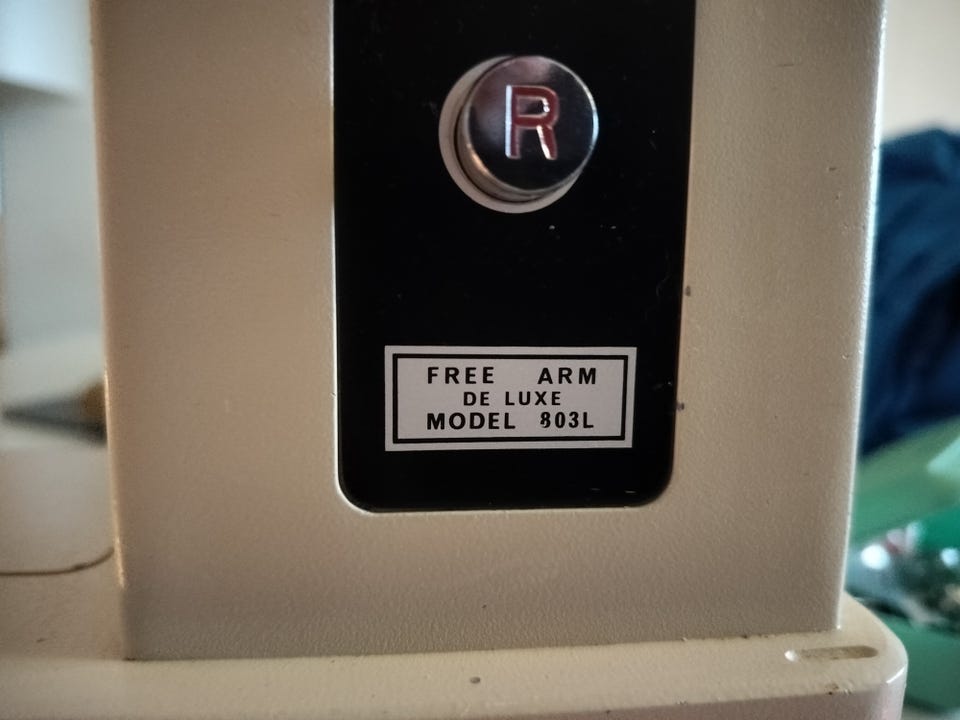 R
FREE ARM
DE LUXE
MODEL 803L